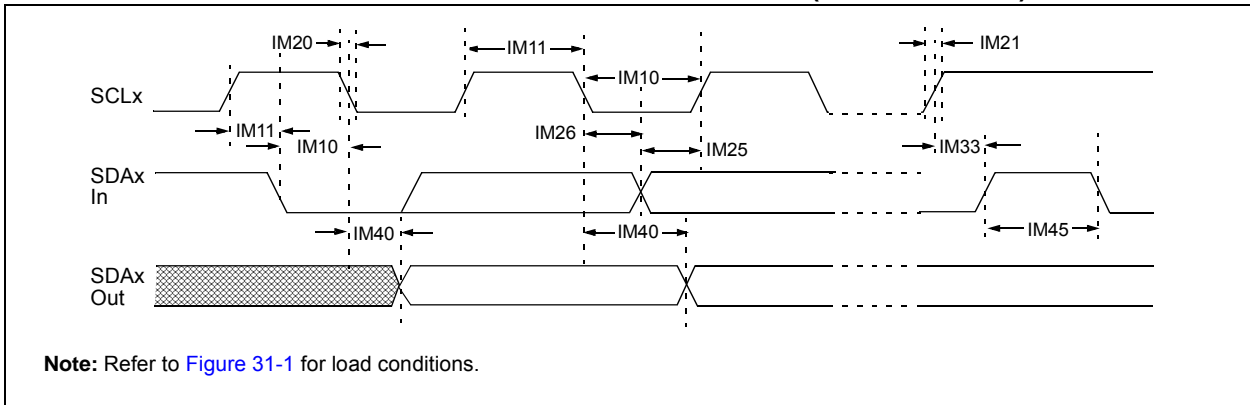 IM20
IM11
IM21
IM10
SCLx
IM11
IM10
IM26
IM25
IM33
SDAx
In
IM40
IM40
IM45
SDAx
Out
Note: Refer to Figure 31-1 for load conditions.